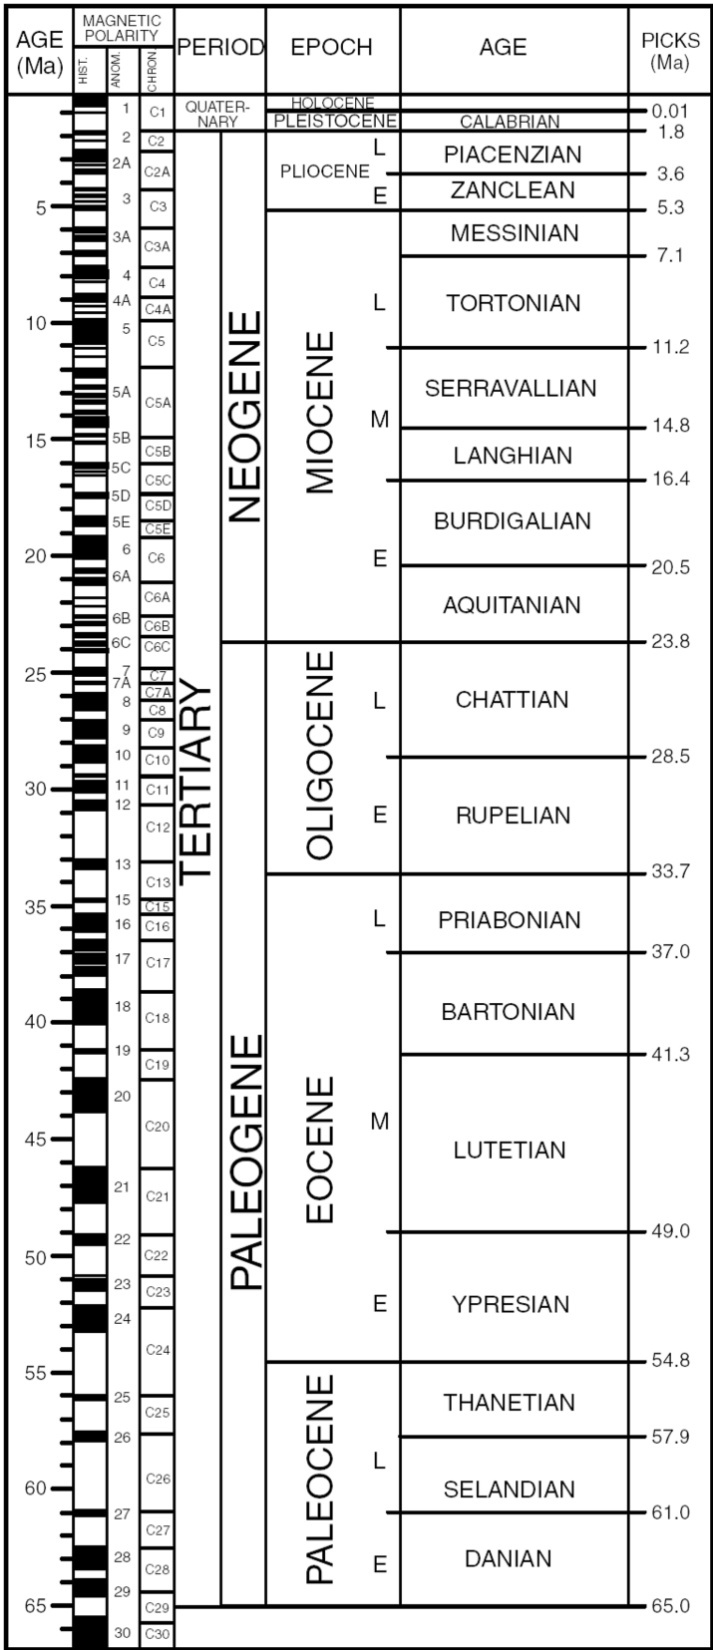 AGE (Ma)
MAGNETIC POLARITY
HIST.
ANOM.
CHRON.
PERIOD
EPOCH
AGE
PICKS (Ma)
5
10
15
20
25
30
35
40
45
50
55
60
65
1
2
2A
3
3A
4
4A
5
5A
5B
5C
5D
5E
6
6A
6B
6C
7
7A
8
9
10
11
12
13
15
16
17
18
19
20
21
22
23
24
25
26
27
28
29
30
C1
C2
C2A
C3
C3A
C4
C4A
C5
C5A
C5B
C5C
C5D
C5E
C6
C6A
C6B
C6C
C7
C7A
C8
C9
C10
C11
C12
C13
C15
C16
C17
C18
C19
C20
C21
C22
C23
C24
C25
C26
C27
C28
C29
C30
QUATER-
NARY
TERTIARY
NEOGENE
PALEOGENE
HOLOCENE
PLEISTOCENE
PLIOCENE
L
E
MIOCENE
L
M
E
OLIGOCENE
L
E
EOCENE
L
M
E
PALEOCENE
L
E
CALABRIAN
PIACENZIAN
ZANCLEAN
MESSINIAN
TORTONIAN
SERRAVALLIAN
LANGHIAN
BURDIGALIAN
AQUITANIAN
CHATTIAN
RUPELIAN
PRIABONIAN
BARTONIAN
LUTETIAN
YPRESIAN
THANETIAN
SELANDIAN
DANIAN
0.01
1.8
3.6
5.3
7.1
11.2
14.8
16.4
20.5
23.8
28.5
33.7
37.0
41.3
49.0
54.8
57.9
61.0
65.0